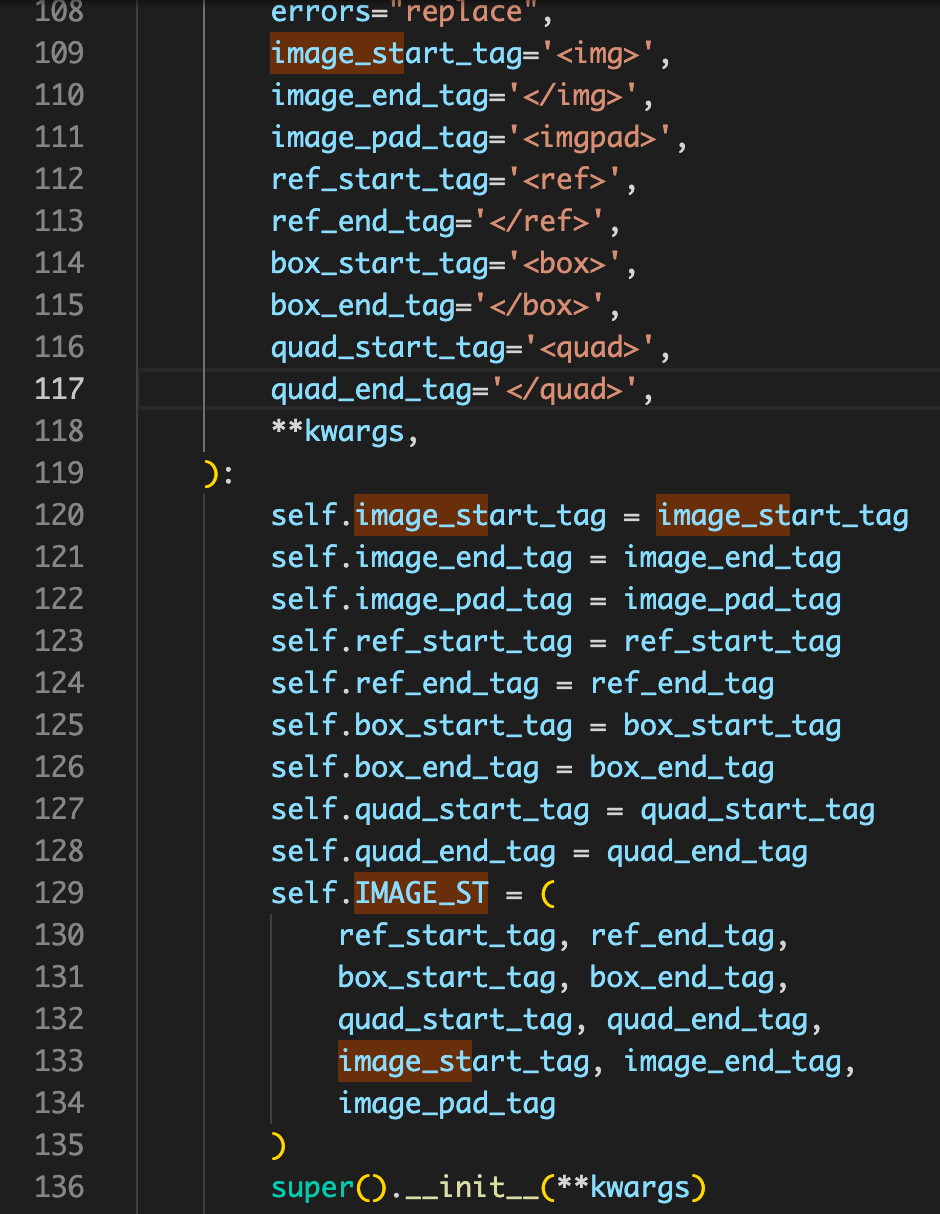 108 errors="replace",
109 image_start_tag='<img>',
110 image_end_tag='</img>',
111 image_pad_tag='<imgpad>',
112 ref_start_tag='<ref>',
113 ref_end_tag='</ref>',
114 box_start_tag='<box>',
115 box_end_tag='</box>',
116 quad_start_tag='<quad>',
117 quad_end_tag='</quad>',
118 **kwargs,
119 ):
120 self.image_start_tag = image_start_tag
121 self.image_end_tag = image_end_tag
122 self.image_pad_tag = image_pad_tag
123 self.ref_start_tag = ref_start_tag
124 self.ref_end_tag = ref_end_tag
125 self.box_start_tag = box_start_tag
126 self.box_end_tag = box_end_tag
127 self.quad_start_tag = quad_start_tag
128 self.quad_end_tag = quad_end_tag
129 self.IMAGE_ST = (
130 ref_start_tag, ref_end_tag,
131 box_start_tag, box_end_tag,
132 quad_start_tag, quad_end_tag,
133 image_start_tag, image_end_tag,
134 image_pad_tag
135 )
136 super().__init__(**kwargs)